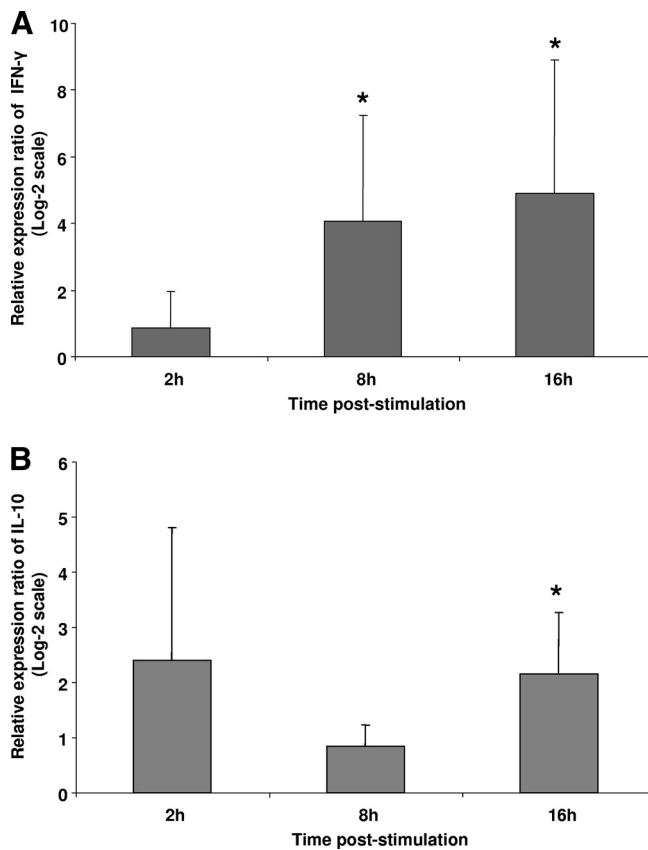 A
Relative expression ratio of IFN-γ
(Log-2 scale)
10
8
6
4
2
0
*
*
2h 8h 16h
Time post-stimulation
B
Relative expression ratio of IL-10
(Log-2 scale)
6
5
4
3
2
1
0
*
2h 8h 16h
Time post-stimulation